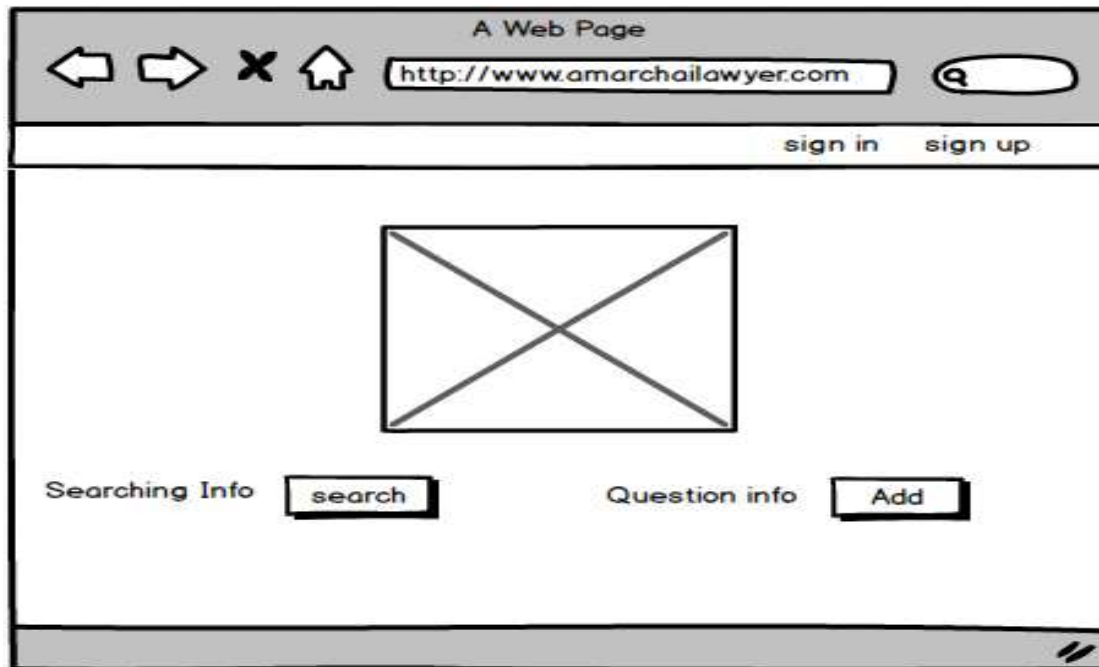 A Web Page
http://www.amarchailawyer.com
sign in sign up
Searching Info search Question info Add